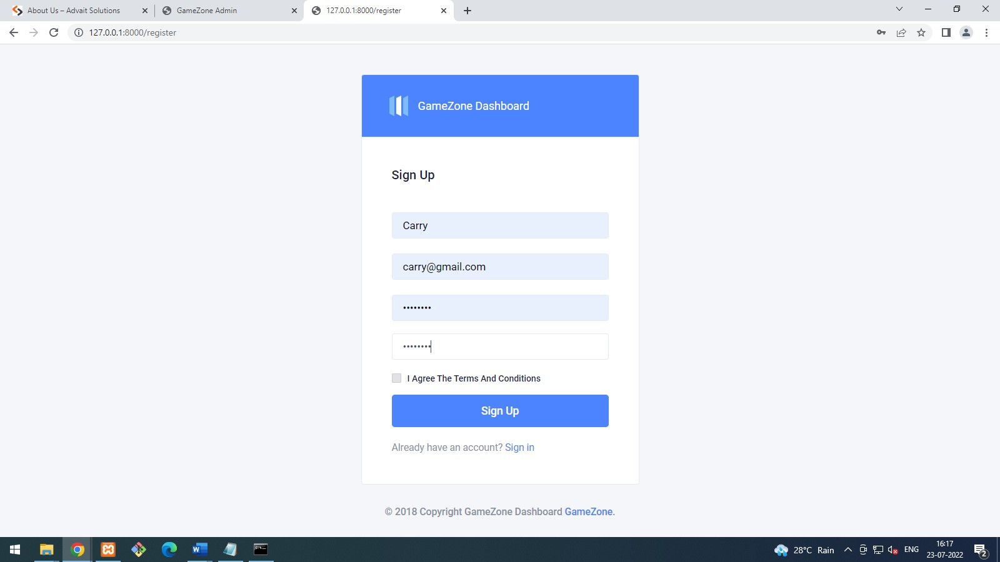 About Us – Advait Solutions
GameZone Admin
127.0.0.1:8000/register
127.0.0.1:8000/register
GameZone Dashboard
Sign Up
Carry
carry@gmail.com
••••••••
••••••••
I Agree The Terms And Conditions
Sign Up
Already have an account? Sign in
© 2018 Copyright GameZone Dashboard GameZone.
28°C Rain
ENG
16:17
23-07-2022
2